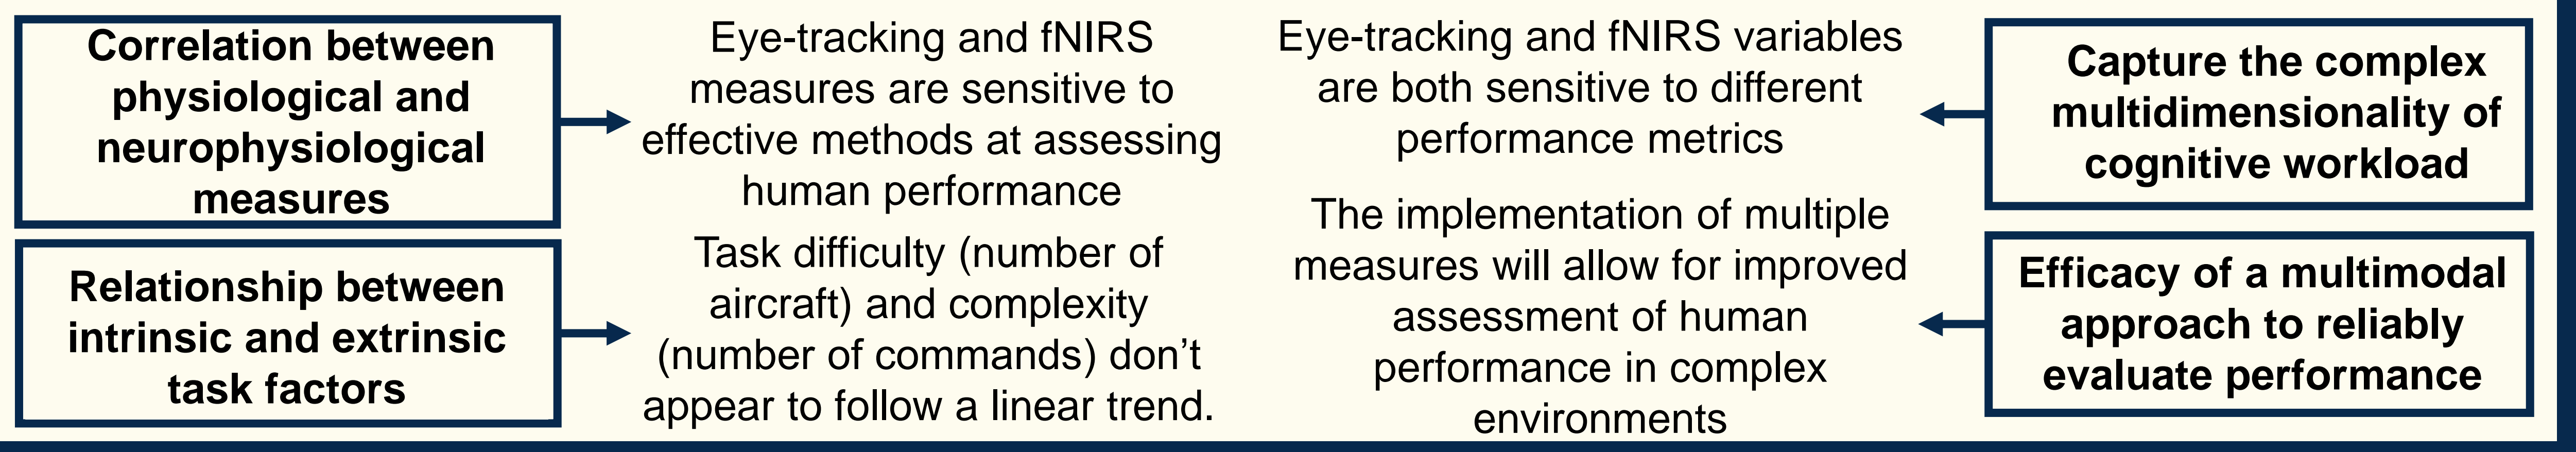 Correlation between
physiological and
neurophysiological
measures
Eye-tracking and fNIRS
measures are sensitive to
effective methods at assessing
human performance
Relationship between
intrinsic and extrinsic
task factors
Task difficulty (number of
aircraft) and complexity
(number of commands) don’t
appear to follow a linear trend.
Eye-tracking and fNIRS variables
are both sensitive to different
performance metrics
Capture the complex
multidimensionality of
cognitive workload
The implementation of multiple
measures will allow for improved
assessment of human
performance in complex
environments
Efficacy of a multimodal
approach to reliably
evaluate performance